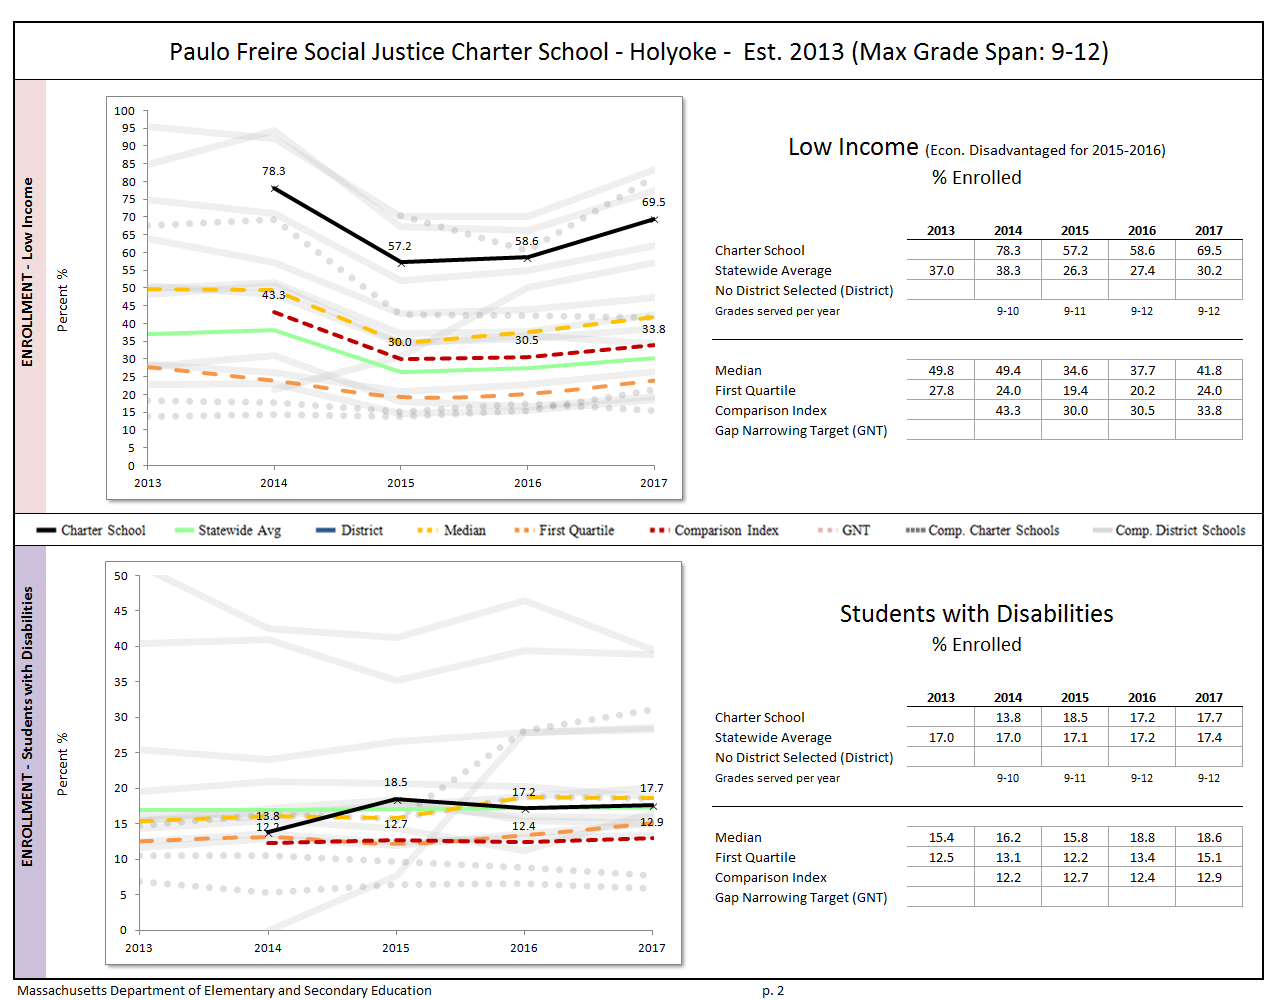 Paulo Freire Social Justice Charter School - Holyoke - Est. 2013 (Max Grade Span: 9-12)
ENROLLMENT - Low Income
Percent %
100
95
90
85
80
75
70
65
60
55
50
45
40
35
30
25
20
15
10
5
0
78.3
57.2
58.6
69.5
43.3
30.0
30.5
33.8
2013 2014 2015 2016 2017
Low Income (Econ. Disadvantaged for 2015-2016)
% Enrolled
2013 2014 2015 2016 2017
Charter School 78.3 57.2 58.6 69.5
Statewide Average 37.0 38.3 26.3 27.4 30.2
No District Selected (District)
Grades served per year 9-10 9-11 9-12 9-12
Median 49.8 49.4 34.6 37.7 41.8
First Quartile 27.8 24.0 19.4 20.2 24.0
Comparison Index 43.3 30.0 30.5 33.8
Gap Narrowing Target (GNT)
Charter School Statewide Avg District Median First Quartile Comparison Index GNT Comp. Charter Schools Comp. District Schools
ENROLLMENT - Students with Disabilities
Percent %
50
45
40
35
30
25
20
15
10
5
0
13.8
18.5
17.2
17.7
12.2
12.7
12.4
12.9
2013 2014 2015 2016 2017
Students with Disabilities
% Enrolled
2013 2014 2015 2016 2017
Charter School 13.8 18.5 17.2 17.7
Statewide Average 17.0 17.0 17.1 17.2 17.4
No District Selected (District)
Grades served per year 9-10 9-11 9-12 9-12
Median 15.4 16.2 15.8 18.8 18.6
First Quartile 12.5 13.1 12.2 13.4 15.1
Comparison Index 12.2 12.7 12.4 12.9
Gap Narrowing Target (GNT)
Massachusetts Department of Elementary and Secondary Education p. 2